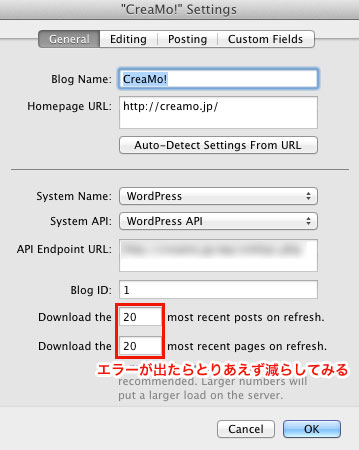 "CreaMo!" Settings
General Editing Posting Custom Fields
Blog Name: CreaMo!
Homepage URL: http://creamo.jp/
Auto-Detect Settings From URL
System Name: WordPress
System API: WordPress API
API Endpoint URL:
Blog ID: 1
Download the 20 most recent posts on refresh.
Download the 20 most recent pages on refresh.
エラーが出たらとりあえず減らしてみる
recommended. Larger numbers will
put a larger load on the server.
Cancel OK